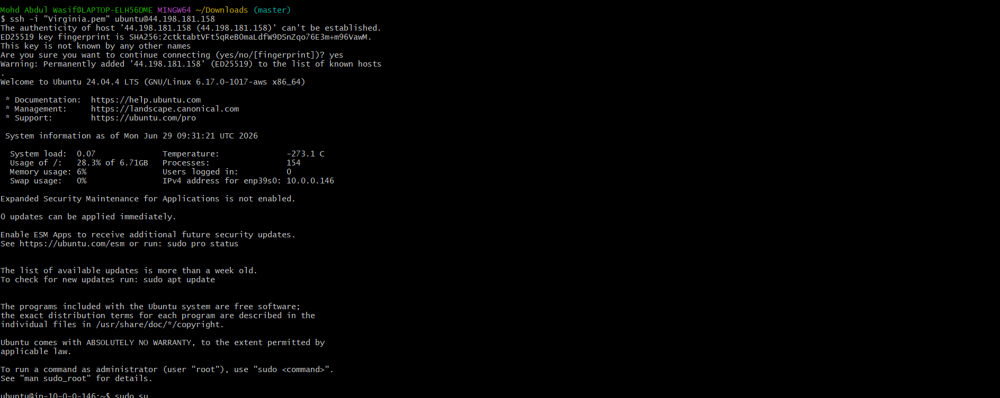 Mohd Abdul Wasif@LAPTOP-ELH56DME MINGW64 ~/Downloads (master)
$ ssh -i "Virginia.pem" ubuntu@44.198.181.158
The authenticity of host '44.198.181.158 (44.198.181.158)' can't be established.
ED25519 key fingerprint is SHA256:2ctktabtVFt5qReB0maLdfW9DSnZqo76E3m+m96VawM.
This key is not known by any other names
Are you sure you want to continue connecting (yes/no/[fingerprint])? yes
Warning: Permanently added '44.198.181.158' (ED25519) to the list of known hosts
.
Welcome to Ubuntu 24.04.4 LTS (GNU/Linux 6.17.0-1017-aws x86_64)

 * Documentation:  https://help.ubuntu.com
 * Management:     https://landscape.canonical.com
 * Support:        https://ubuntu.com/pro

 System information as of Mon Jun 29 09:31:21 UTC 2026

  System load:  0.07              Temperature:              -273.1 C
  Usage of /:   28.3% of 6.71GB   Processes:                154
  Memory usage: 6%                Users logged in:          0
  Swap usage:   0%                IPv4 address for enp39s0: 10.0.0.146

Expanded Security Maintenance for Applications is not enabled.

0 updates can be applied immediately.

Enable ESM Apps to receive additional future security updates.
See https://ubuntu.com/esm or run: sudo pro status


The list of available updates is more than a week old.
To check for new updates run: sudo apt update


The programs included with the Ubuntu system are free software;
the exact distribution terms for each program are described in the
individual files in /usr/share/doc/*/copyright.

Ubuntu comes with ABSOLUTELY NO WARRANTY, to the extent permitted by
applicable law.

To run a command as administrator (user "root"), use "sudo <command>".
See "man sudo_root" for details.

ubuntu@ip-10-0-0-146:~$ sudo su